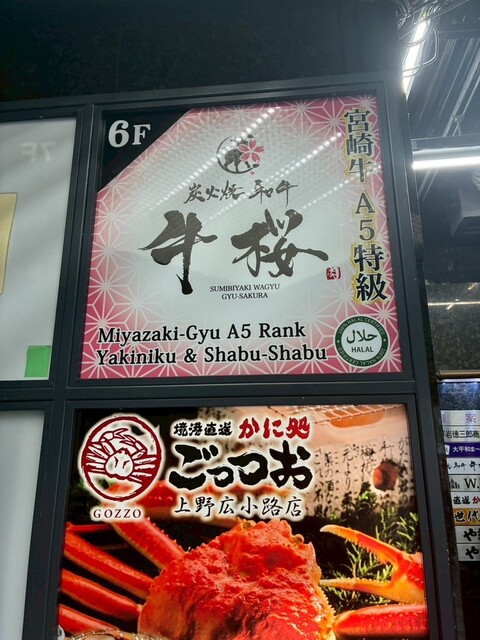 7F
6F
炭火焼 和牛
牛桜
SUMIBIYAKI WAGYU
GYU-SAKURA
宮崎牛 A5特級
Miyazaki-Gyu A5 Rank
Yakiniku & Shabu-Shabu
حلال
HALAL
境港直送 かに処
ごっつお
GOZZO
上野広小路店